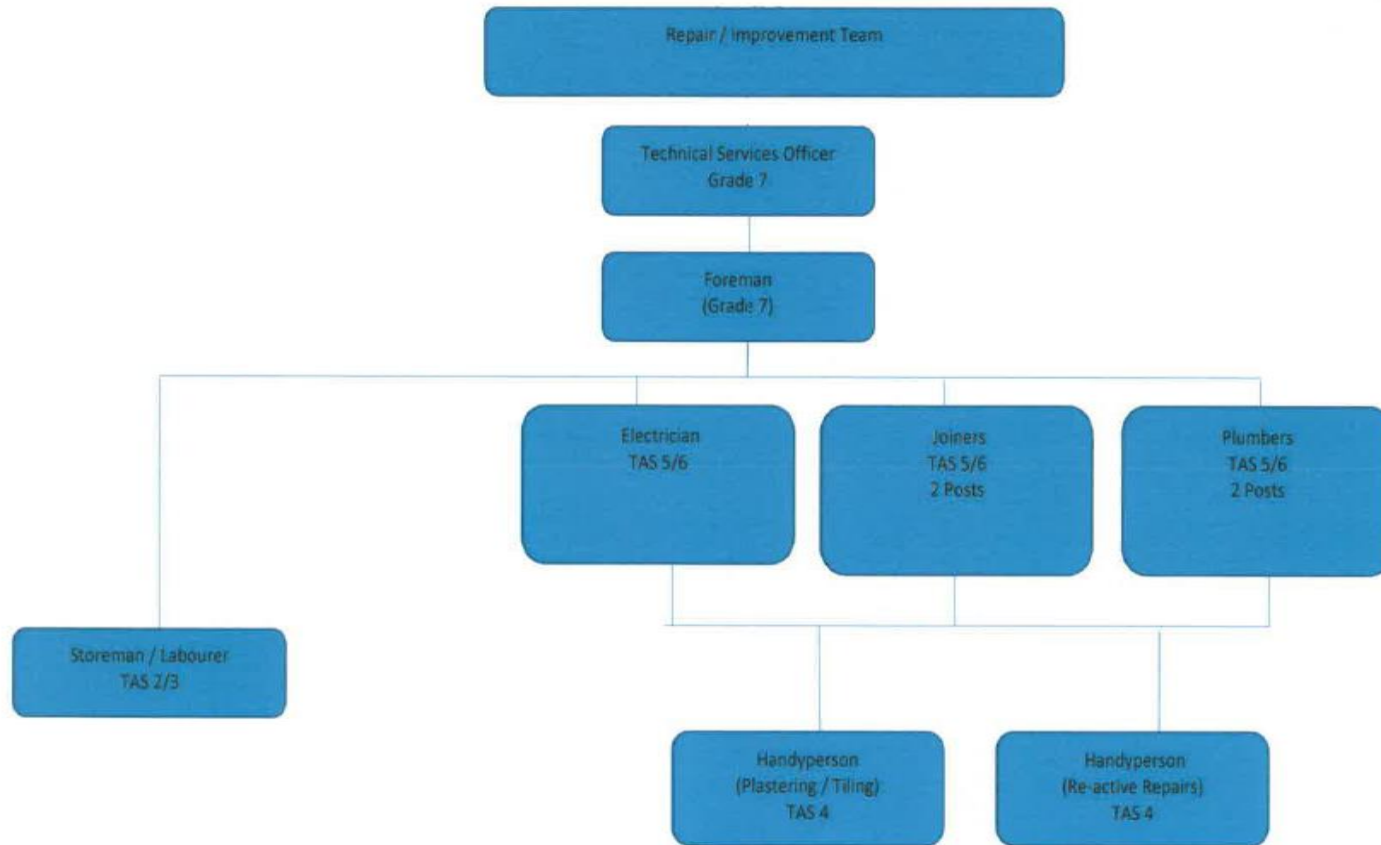 Repair / Improvement Team
Technical Services Officer
Grade 7
Foreman
(Grade 7)
Electrician
TAS 5/6
Joiners
TAS 5/6
2 Posts
Plumbers
TAS 5/6
2 Posts
Storeman / Labourer
TAS 2/3
Handyperson
(Plastering / Tiling)
TAS 4
Handyperson
(Re-active Repairs)
TAS 4